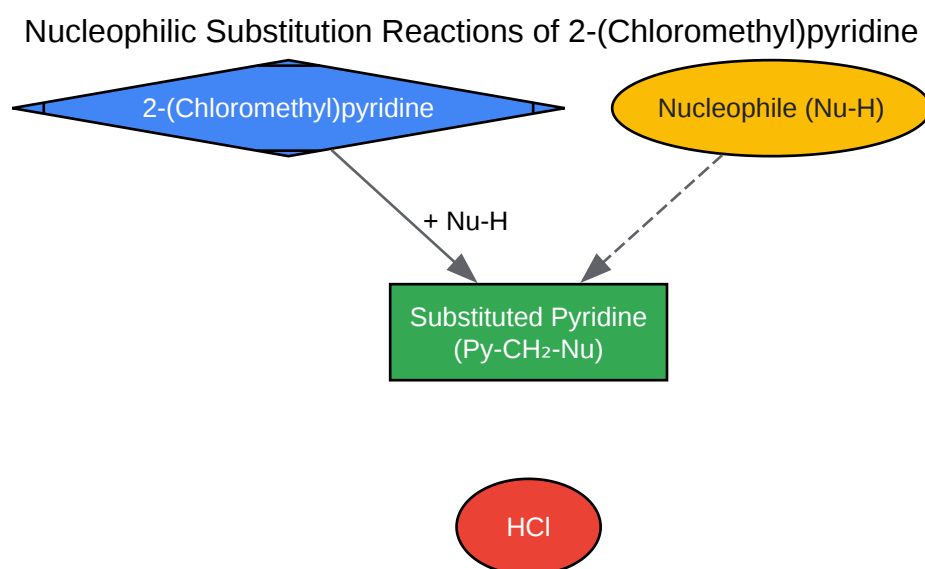 Nucleophilic Substitution Reactions of 2-(Chloromethyl)pyridine
2-(Chloromethyl)pyridine
Nucleophile (Nu-H)
+ Nu-H
Substituted Pyridine
(Py-CH₂-Nu)
HCl